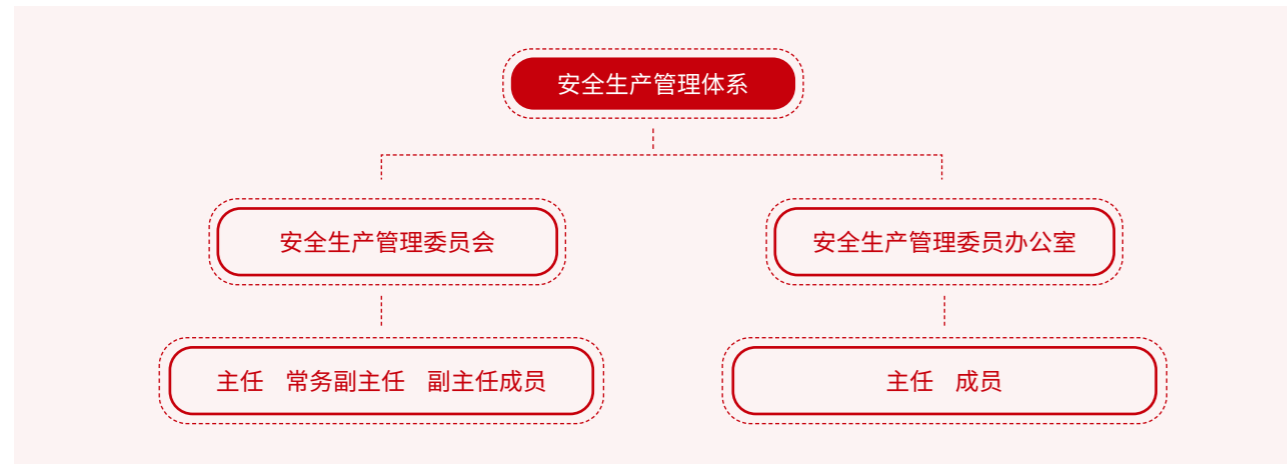 安全生产管理体系
安全生产管理委员会
安全生产管理委员办公室
主任 常务副主任 副主任成员
主任 成员